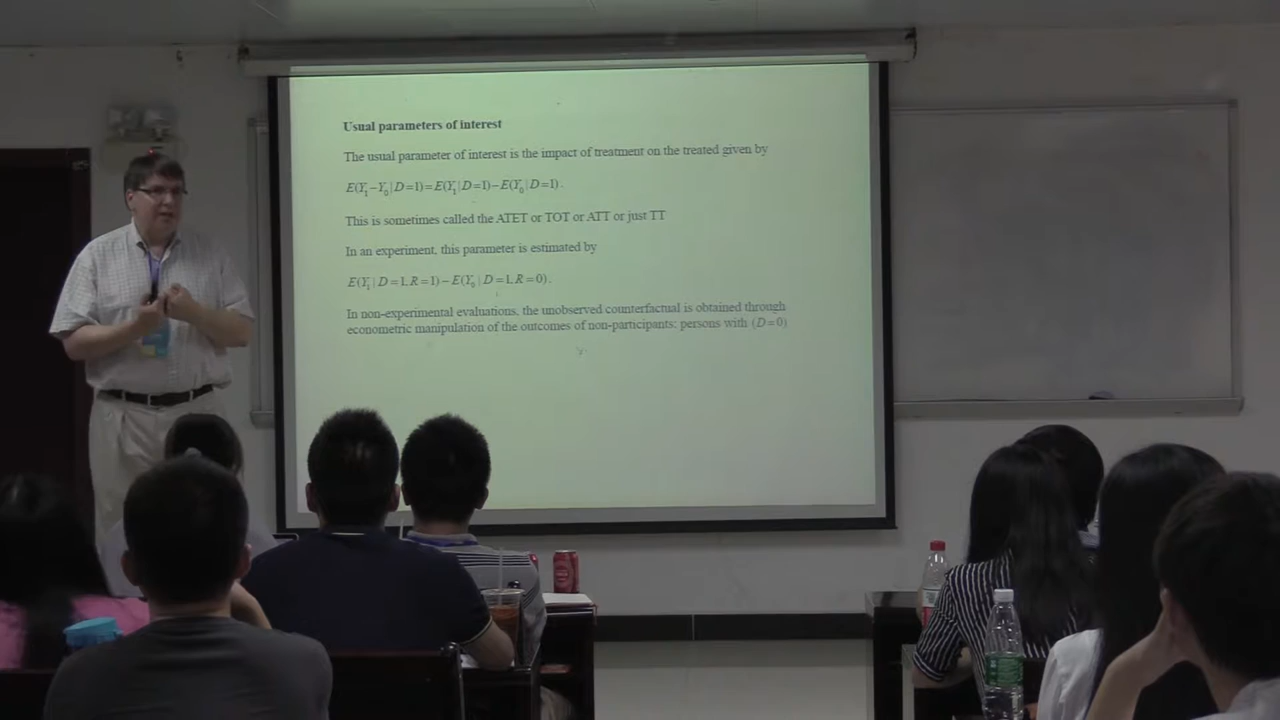 Usual parameters of interest
The usual parameter of interest is the impact of treatment on the treated given by
E(Y₁−Y₀|D=1)=E(Y₁|D=1)−E(Y₀|D=1).
This is sometimes called the ATET or TOT or ATT or just TT
In an experiment, this parameter is estimated by
E(Y₁|D=1,R=1)−E(Y₀|D=1,R=0).
In non-experimental evaluations, the unobserved counterfactual is obtained through
econometric manipulation of the outcomes of non-participants: persons with (D=0)